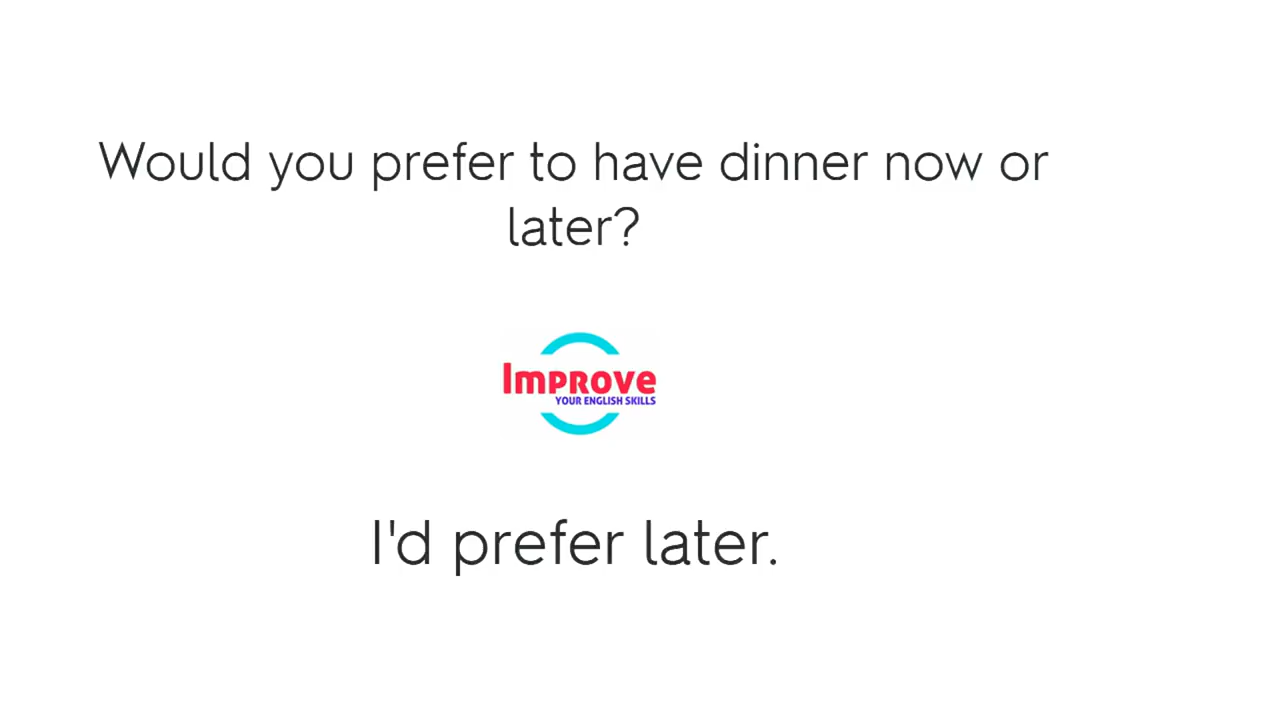 Would you prefer to have dinner now or
later?
Improve
YOUR ENGLISH SKILLS
I'd prefer later.